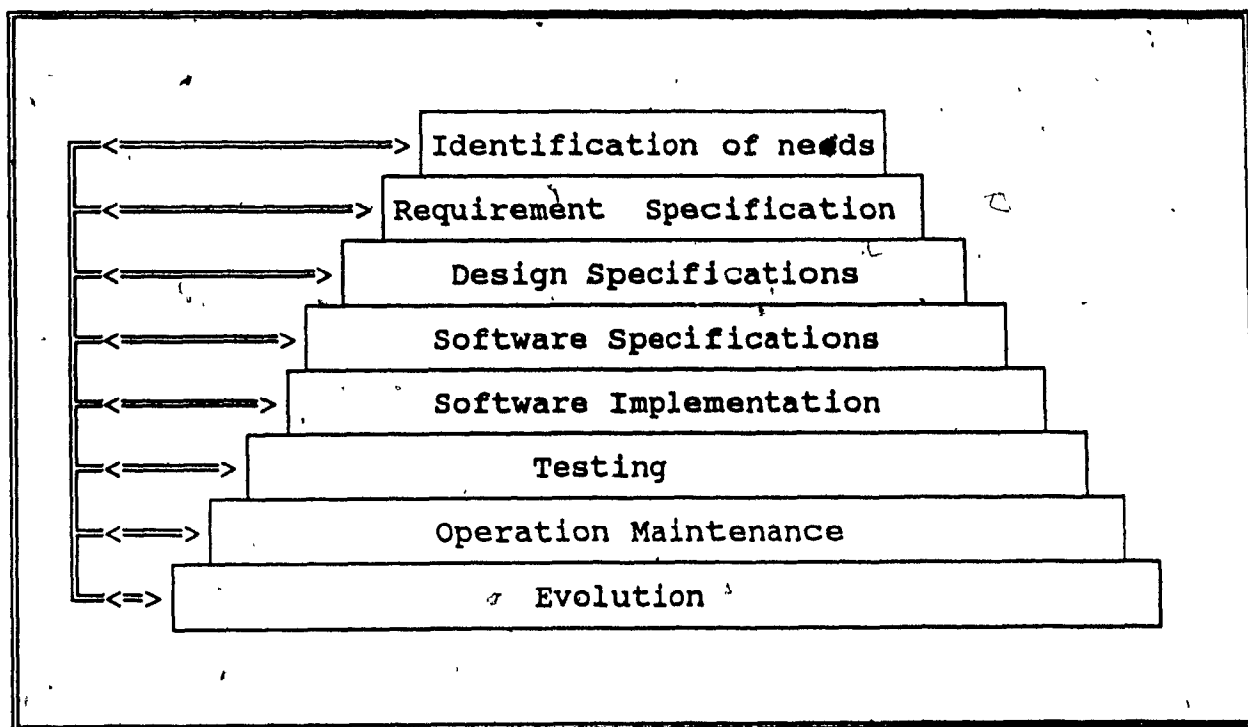 Identification of needs
Requirement Specification
Design Specifications
Software Specifications
Software Implementation
Testing
Operation Maintenance
Evolution